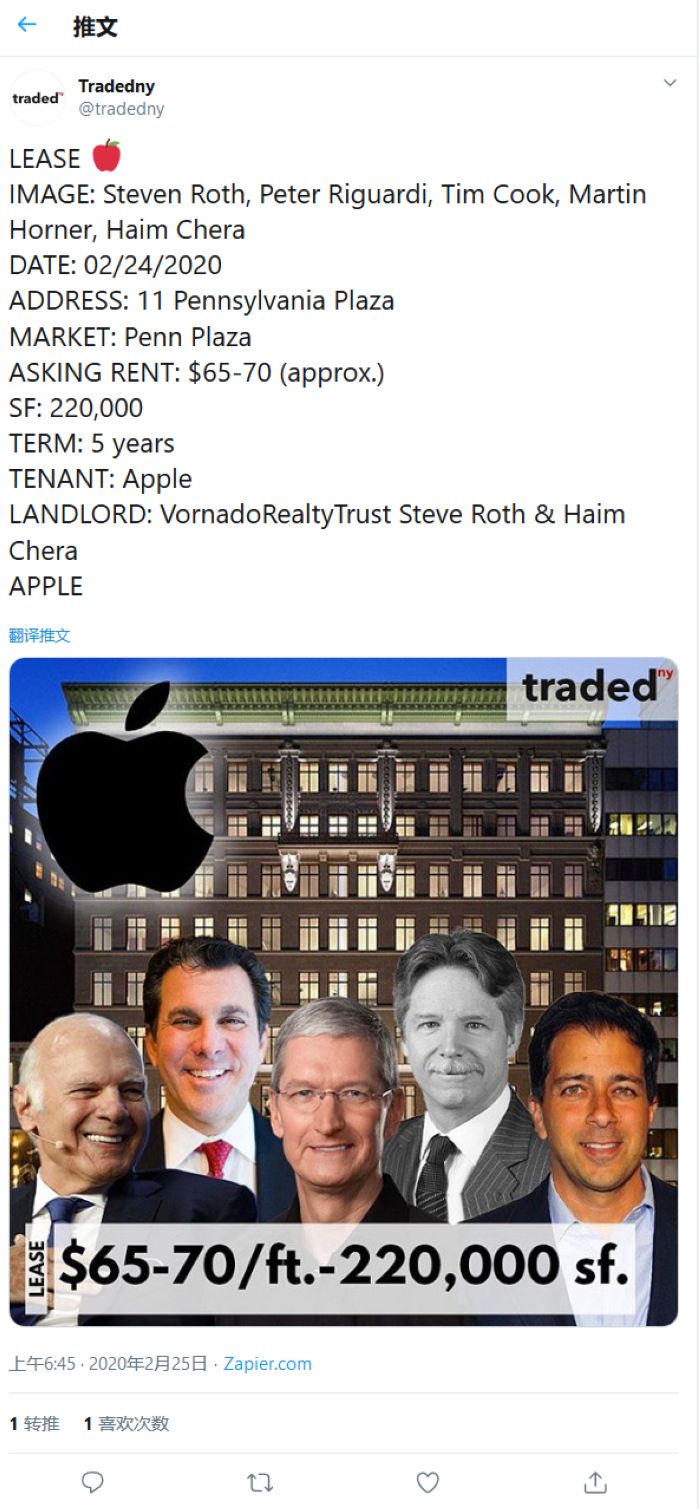 推文
traded ny
Tradedny
@tradedny
LEASE 🍎
IMAGE: Steven Roth, Peter Riguardi, Tim Cook, Martin
Horner, Haim Chera
DATE: 02/24/2020
ADDRESS: 11 Pennsylvania Plaza
MARKET: Penn Plaza
ASKING RENT: $65-70 (approx.)
SF: 220,000
TERM: 5 years
TENANT: Apple
LANDLORD: VornadoRealtyTrust Steve Roth & Haim
Chera
APPLE
翻译推文
traded ny
LEASE $65-70/ft.-220,000 sf.
上午6:45 · 2020年2月25日 · Zapier.com
1 转推 1 喜欢次数